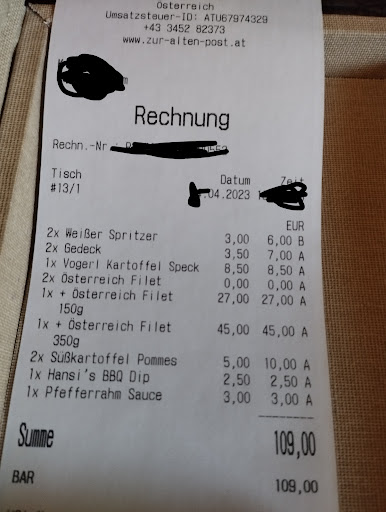 Österreich
Umsatzsteuer-ID: ATU67974329
+43 3452 82373
www.zur-alten-post.at
Rechnung
Rechn.-Nr
Tisch Datum Zeit
#13/1 .04.2023
EUR
2x Weißer Spritzer 3,00 6,00 B
2x Gedeck 3,50 7,00 A
1x Vogerl Kartoffel Speck 8,50 8,50 A
2x Österreich Filet 0,00 0,00 A
1x + Österreich Filet 27,00 27,00 A
150g
1x + Österreich Filet 45,00 45,00 A
350g
2x Süßkartoffel Pommes 5,00 10,00 A
1x Hansi's BBQ Dip 2,50 2,50 A
1x Pfefferrahm Sauce 3,00 3,00 A
Summe 109,00
BAR 109,00